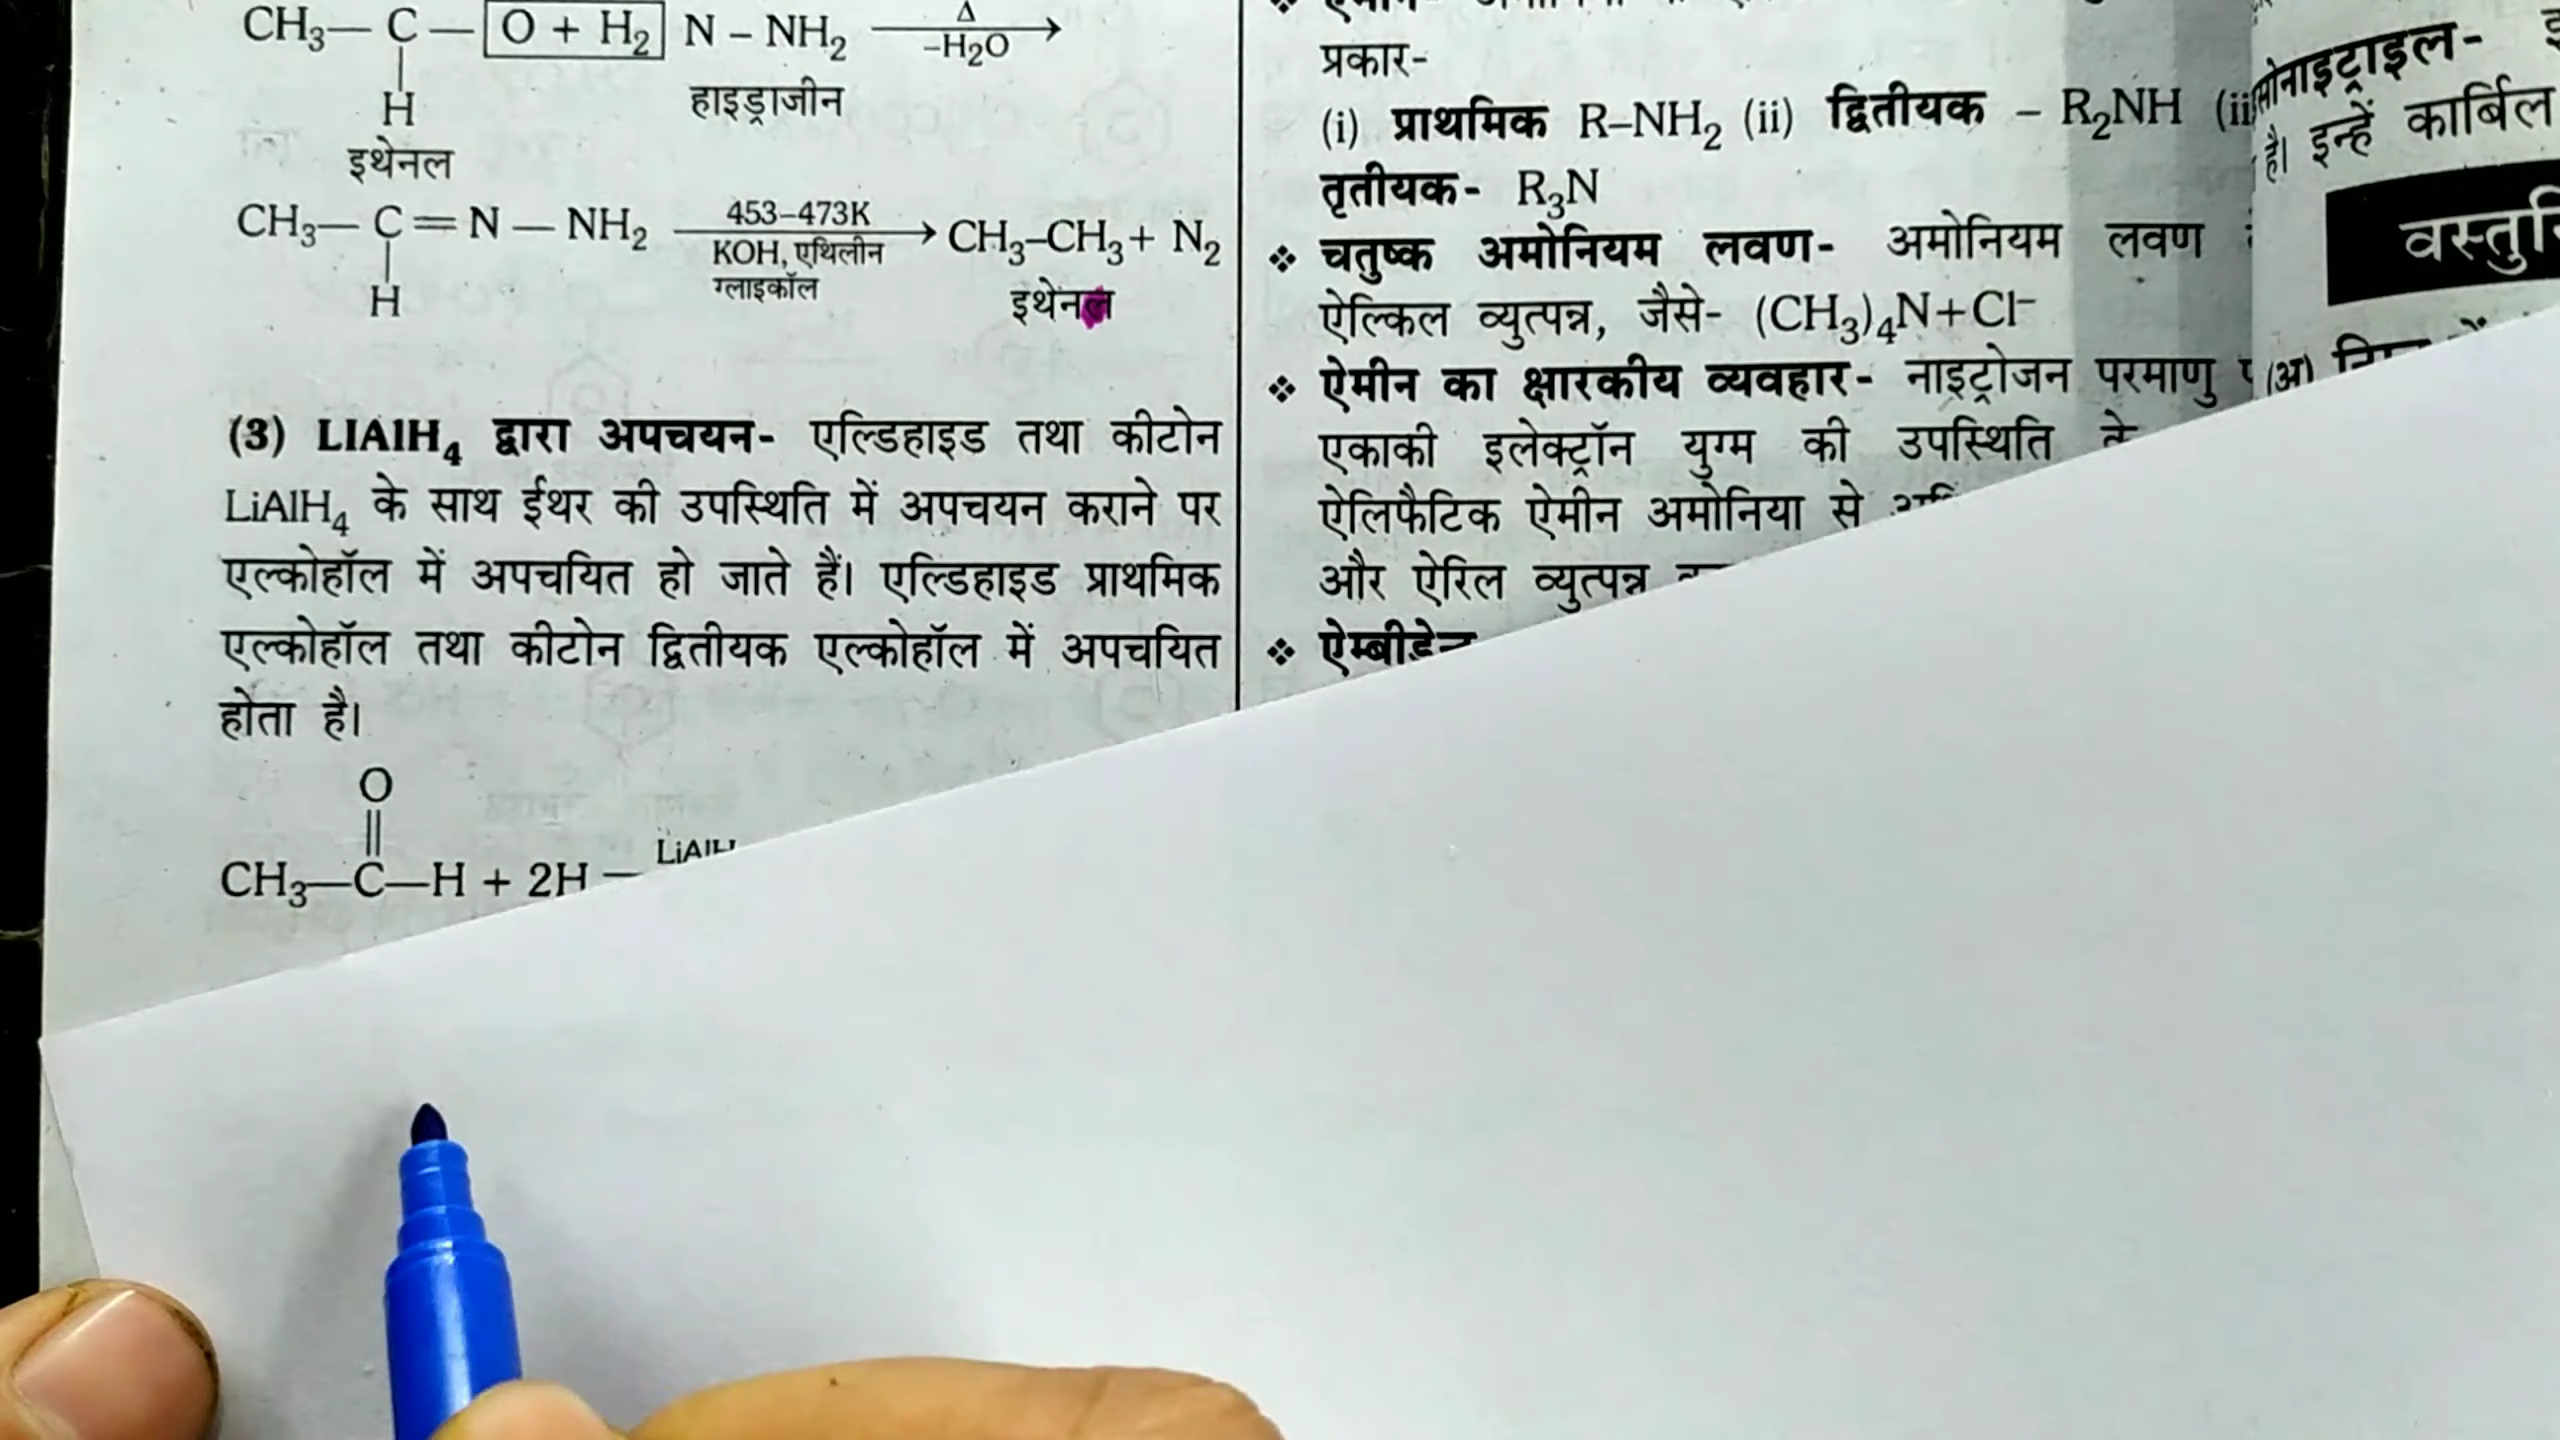 CH₃— C — O + H₂ N – NH₂ Δ –H₂O →
H
हाइड्राजीन
इथेनल
CH₃— C = N — NH₂ 453–473K KOH, एथिलीन ग्लाइकॉल → CH₃–CH₃+ N₂
H
इथेनल
(3) LIAlH₄ द्वारा अपचयन- एल्डिहाइड तथा कीटोन
LiAlH₄ के साथ ईथर की उपस्थिति में अपचयन कराने पर
एल्कोहॉल में अपचयित हो जाते हैं। एल्डिहाइड प्राथमिक
एल्कोहॉल तथा कीटोन द्वितीयक एल्कोहॉल में अपचयित
होता है।
O
||
CH₃—C—H + 2H —
प्रकार-
(i) प्राथमिक R–NH₂ (ii) द्वितीयक – R₂NH
तृतीयक- R₃N
❖ चतुष्क अमोनियम लवण- अमोनियम लवण
ऐल्किल व्युत्पन्न, जैसे- (CH₃)₄N+Cl⁻
❖ ऐमीन का क्षारकीय व्यवहार- नाइट्रोजन परमाणु
एकाकी इलेक्ट्रॉन युग्म की उपस्थिति के
ऐलिफैटिक ऐमीन अमोनिया से
और ऐरिल व्युत्पन्न
❖
है। इन्हें कार्बिल
(अ)